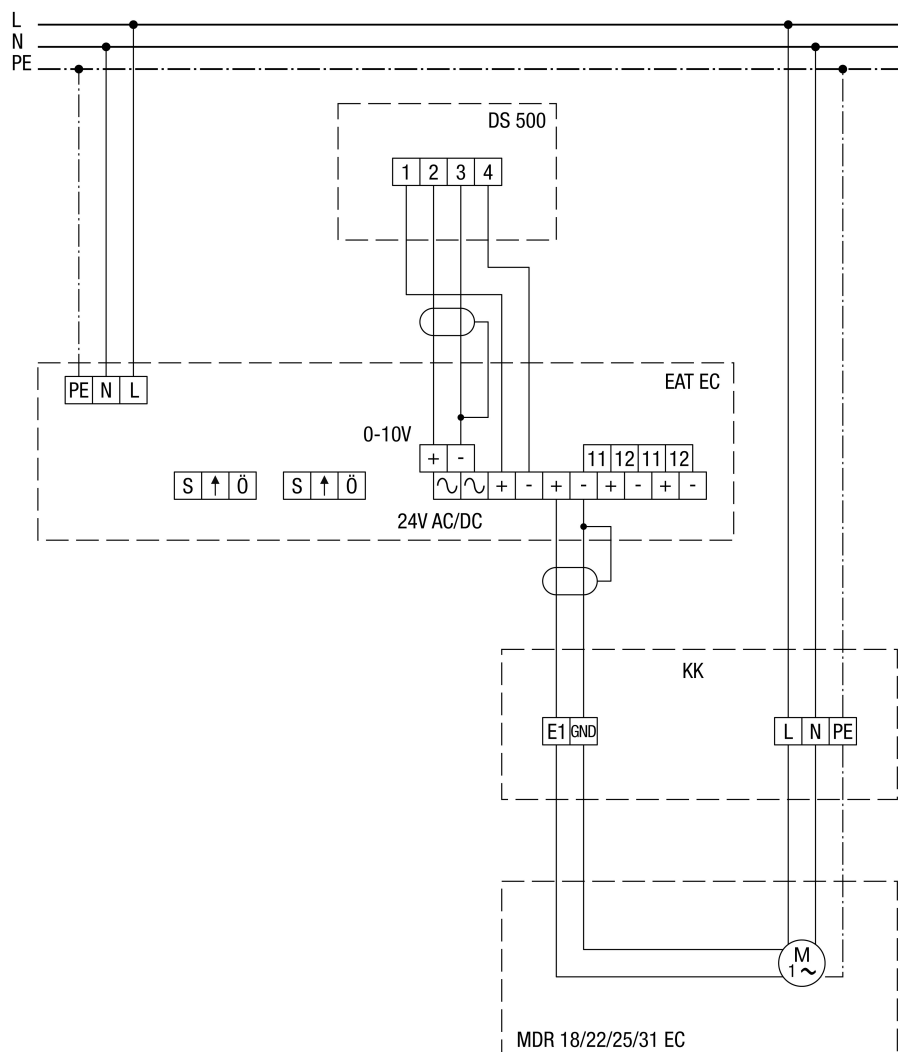 L
N
PE
DS 500
1 2 3 4
EAT EC
PE N L
0-10V
+ -
11 12 11 12
S ↑ Ö S ↑ Ö
∿ ∿ + - + - + - + -
24V AC/DC
KK
E1 GND
L N PE
M
1~
MDR 18/22/25/31 EC